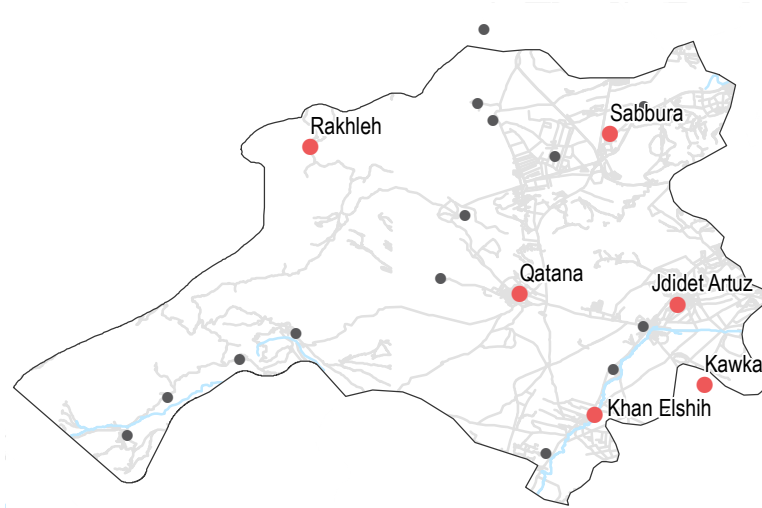 Sabbura
Rakhleh
Qatana
Jdidet Artuz
Kawka
Khan Elshih